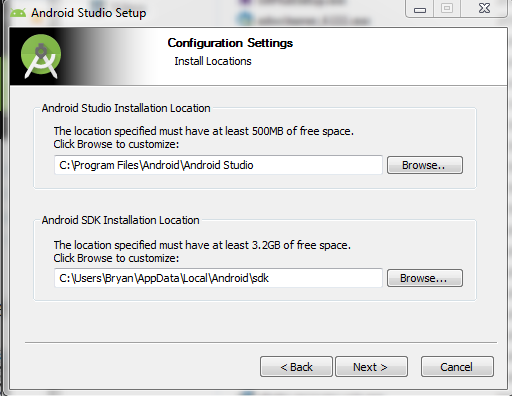 Android Studio Setup
Configuration Settings
Install Locations
Android Studio Installation Location
The location specified must have at least 500MB of free space.
Click Browse to customize:
C:\Program Files\Android\Android Studio
Browse..
Android SDK Installation Location
The location specified must have at least 3.2GB of free space.
Click Browse to customize:
C:\Users\Bryan\AppData\Local\Android\sdk
Browse...
< Back
Next >
Cancel